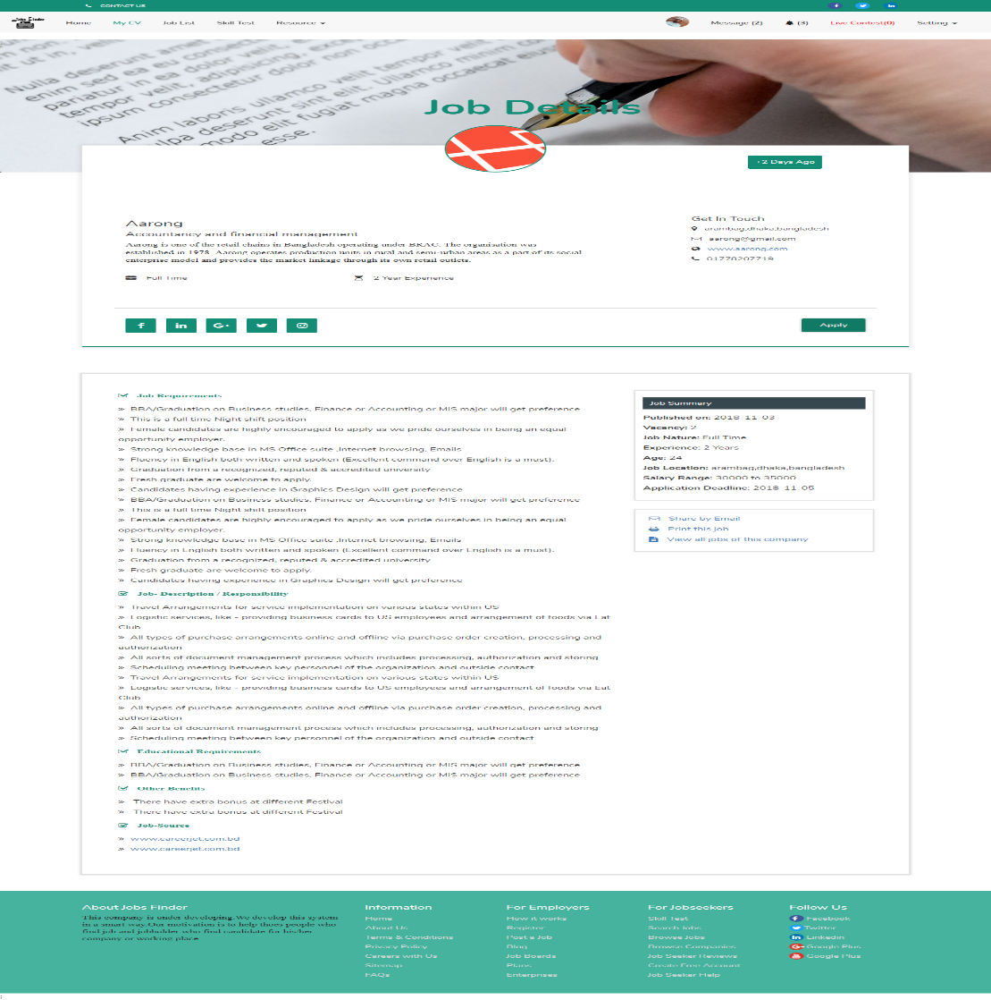 CONTACT US
Jobs Finder
Home
My CV
Job List
Skill Test
Resource
Message (2)
(3)
Live Contest(0)
Setting
Job Details
+2 Days Ago
Aarong
Accountancy and financial management
Aarong is one of the retail chains in Bangladesh operating under BRAC. The organisation was
established in 1978. Aarong operates production units in rural and semi-urban areas as a part of its social
enterprise model and provides the market linkage through its own retail outlets.
Full Time
2 Year Experience
Get In Touch
arambag,dhaka,bangladesh
aarong@gmail.com
www.aarong.com
01778207719
Apply
Job Requirements
» BBA/Graduation on Business studies, Finance or Accounting or MIS major will get preference
» This is a full time Night shift position
» Female candidates are highly encouraged to apply as we pride ourselves in being an equal
opportunity employer.
» Strong knowledge base in MS Office suite ,Internet browsing, Emails
» Fluency in English both written and spoken (Excellent command over English is a must).
» Graduation from a recognized, reputed & accredited university
» Fresh graduate are welcome to apply.
» Candidates having experience in Graphics Design will get preference
» BBA/Graduation on Business studies, Finance or Accounting or MIS major will get preference
» This is a full time Night shift position
» Female candidates are highly encouraged to apply as we pride ourselves in being an equal
opportunity employer.
» Strong knowledge base in MS Office suite ,Internet browsing, Emails
» Fluency in English both written and spoken (Excellent command over English is a must).
» Graduation from a recognized, reputed & accredited university
» Fresh graduate are welcome to apply.
» Candidates having experience in Graphics Design will get preference
Job- Description / Responsibility
» Travel Arrangements for service implementation on various states within US
» Logistic services, like - providing business cards to US employees and arrangement of foods via Eat
Club
» All types of purchase arrangements online and offline via purchase order creation, processing and
authorization
» All sorts of document management process which includes processing, authorization and storing
» Scheduling meeting between key personnel of the organization and outside contact
» Travel Arrangements for service implementation on various states within US
» Logistic services, like - providing business cards to US employees and arrangement of foods via Eat
Club
» All types of purchase arrangements online and offline via purchase order creation, processing and
authorization
» All sorts of document management process which includes processing, authorization and storing
» Scheduling meeting between key personnel of the organization and outside contact
Educational Requirements
» BBA/Graduation on Business studies, Finance or Accounting or MIS major will get preference
» BBA/Graduation on Business studies, Finance or Accounting or MIS major will get preference
Other Benefits
» There have extra bonus at different Festival
» There have extra bonus at different Festival
Job-Source
» www.careerjet.com.bd
» www.careerjet.com.bd
Job Summary
Published on: 2018-11-03
Vacancy: 2
Job Nature: Full Time
Experience: 2 Years
Age: 24
Job Location: arambag,dhaka,bangladesh
Salary Range: 30000 to 35000
Application Deadline: 2018-11-05
Share by Email
Print this job
View all jobs of this company
About Jobs Finder
This company is under developing.We develop this system
in a smart way.Our motivation is to help thoes people who
find job and jobholder who find candidate for his/her
company or working place
Information
Home
About Us
Terms & Conditions
Privacy Policy
Careers with Us
Sitemap
FAQs
For Employers
How it works
Register
Post a Job
Blog
Job Boards
Plans
Enterprises
For Jobseekers
Skill Test
Search Jobs
Browse Jobs
Browse Companies
Job Seeker Reviews
Create Free Account
Job Seeker Help
Follow Us
Facebook
Twitter
Linkedin
Google Plus
Google Plus